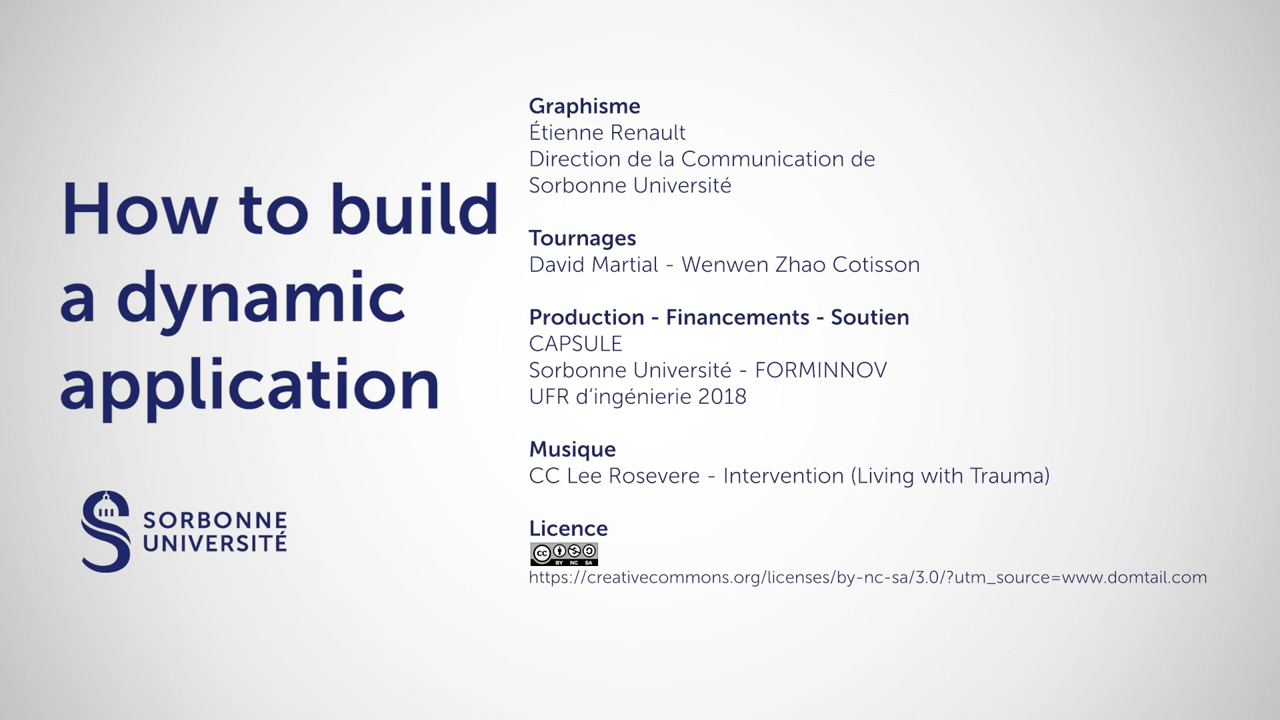 How to build
a dynamic
application
SORBONNE
UNIVERSITÉ
Graphisme
Étienne Renault
Direction de la Communication de
Sorbonne Université
Tournages
David Martial - Wenwen Zhao Cotisson
Production - Financements - Soutien
CAPSULE
Sorbonne Université - FORMINNOV
UFR d’ingénierie 2018
Musique
CC Lee Rosevere - Intervention (Living with Trauma)
Licence
CC BY NC SA
https://creativecommons.org/licenses/by-nc-sa/3.0/?utm_source=www.domtail.com